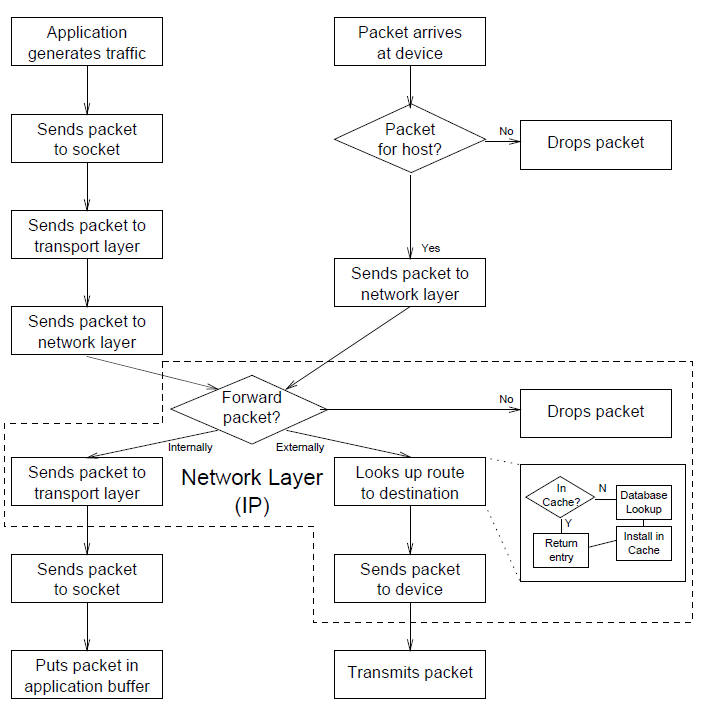 Application
generates traffic
Packet arrives
at device
Sends packet
to socket
Packet
for host?
No
Drops packet
Sends packet to
transport layer
Yes
Sends packet to
network layer
Sends packet to
network layer
Forward
packet?
No
Drops packet
Internally
Externally
Sends packet to
transport layer
Network Layer
(IP)
Looks up route
to destination
In
Cache?
N
Database
Lookup
Y
Return
entry
Install in
Cache
Sends packet
to socket
Sends packet
to device
Puts packet in
application buffer
Transmits packet